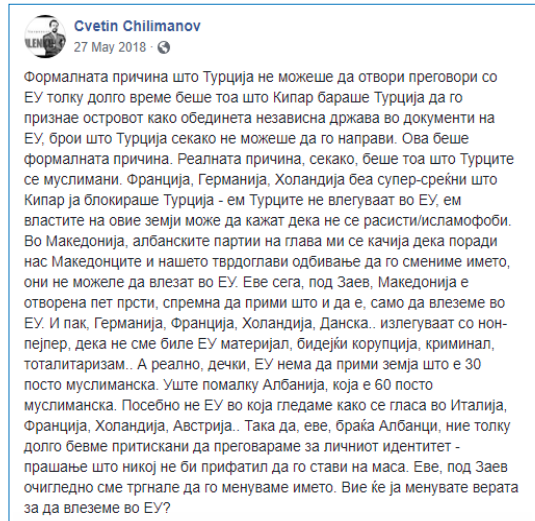 Cvetin Chilimanov
27 May 2018 ·
Формалната причина што Турција не можеше да отвори преговори со
ЕУ толку долго време беше тоа што Кипар бараше Турција да го
признае островот како обединета независна држава во документи на
ЕУ, брои што Турција секако не можеше да го направи. Ова беше
формалната причина. Реалната причина, секако, беше тоа што Турците
се муслимани. Франција, Германија, Холандија беа супер-среќни што
Кипар ја блокираше Турција - ем Турците не влегуваат во ЕУ, ем
властите на овие земји може да кажат дека не се расисти/исламофоби.
Во Македонија, албанските партии на глава ми се качија дека поради
нас Македонците и нашето тврдоглави одбивање да го смениме името,
они не можеле да влезат во ЕУ. Еве сега, под Заев, Македонија е
отворена пет прсти, спремна да прими што и да е, само да влеземе во
ЕУ. И пак, Германија, Франција, Холандија, Данска.. излегуваат со нон-
пејпер, дека не сме биле ЕУ материјал, бидејќи корупција, криминал,
тоталитаризам.. А реално, дечки, ЕУ нема да прими земја што е 30
посто муслиманска. Уште помалку Албанија, која е 60 посто
муслиманска. Посебно не ЕУ во која гледаме како се гласа во Италија,
Франција, Холандија, Австрија.. Така да, еве, браќа Албанци, ние толку
долго бевме притискани да преговараме за личниот идентитет -
прашање што никој не би прифатил да го стави на маса. Еве, под Заев
очигледно сме тргнале да го менуваме името. Вие ќе ја менувате верата
за да влеземе во ЕУ?